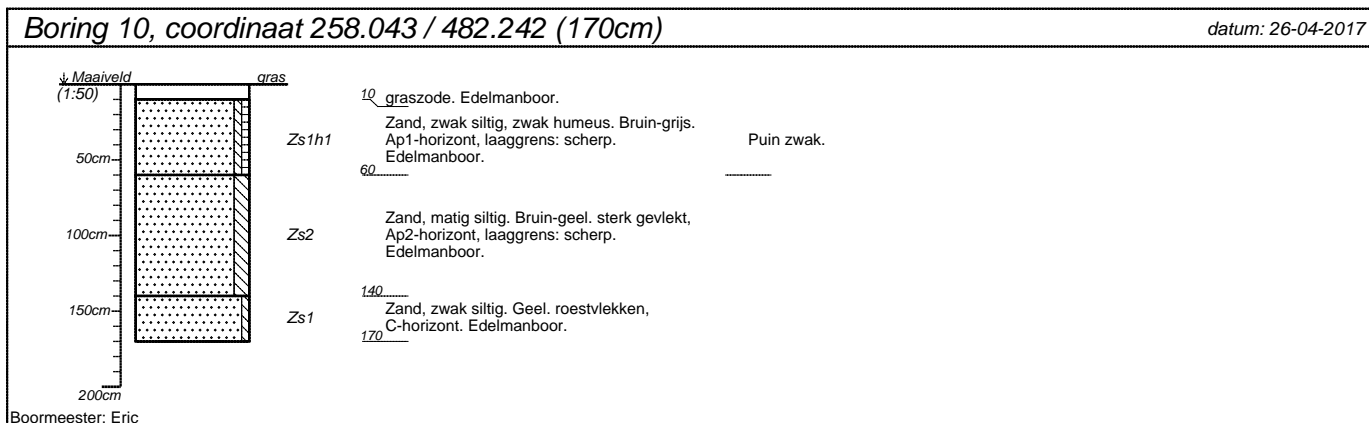 Boring 10, coordinaat 258.043 / 482.242 (170cm)
datum: 26-04-2017
Maaiveld
gras
(1:50)
10
graszode. Edelmanboor.
Zs1h1
Zand, zwak siltig, zwak humeus. Bruin-grijs.
Ap1-horizont, laaggrens: scherp.
Edelmanboor.
Puin zwak.
50cm
60
Zs2
Zand, matig siltig. Bruin-geel. sterk gevlekt,
Ap2-horizont, laaggrens: scherp.
Edelmanboor.
100cm
140
150cm
Zs1
Zand, zwak siltig. Geel. roestvlekken,
C-horizont. Edelmanboor.
170
200cm
Boormeester: Eric